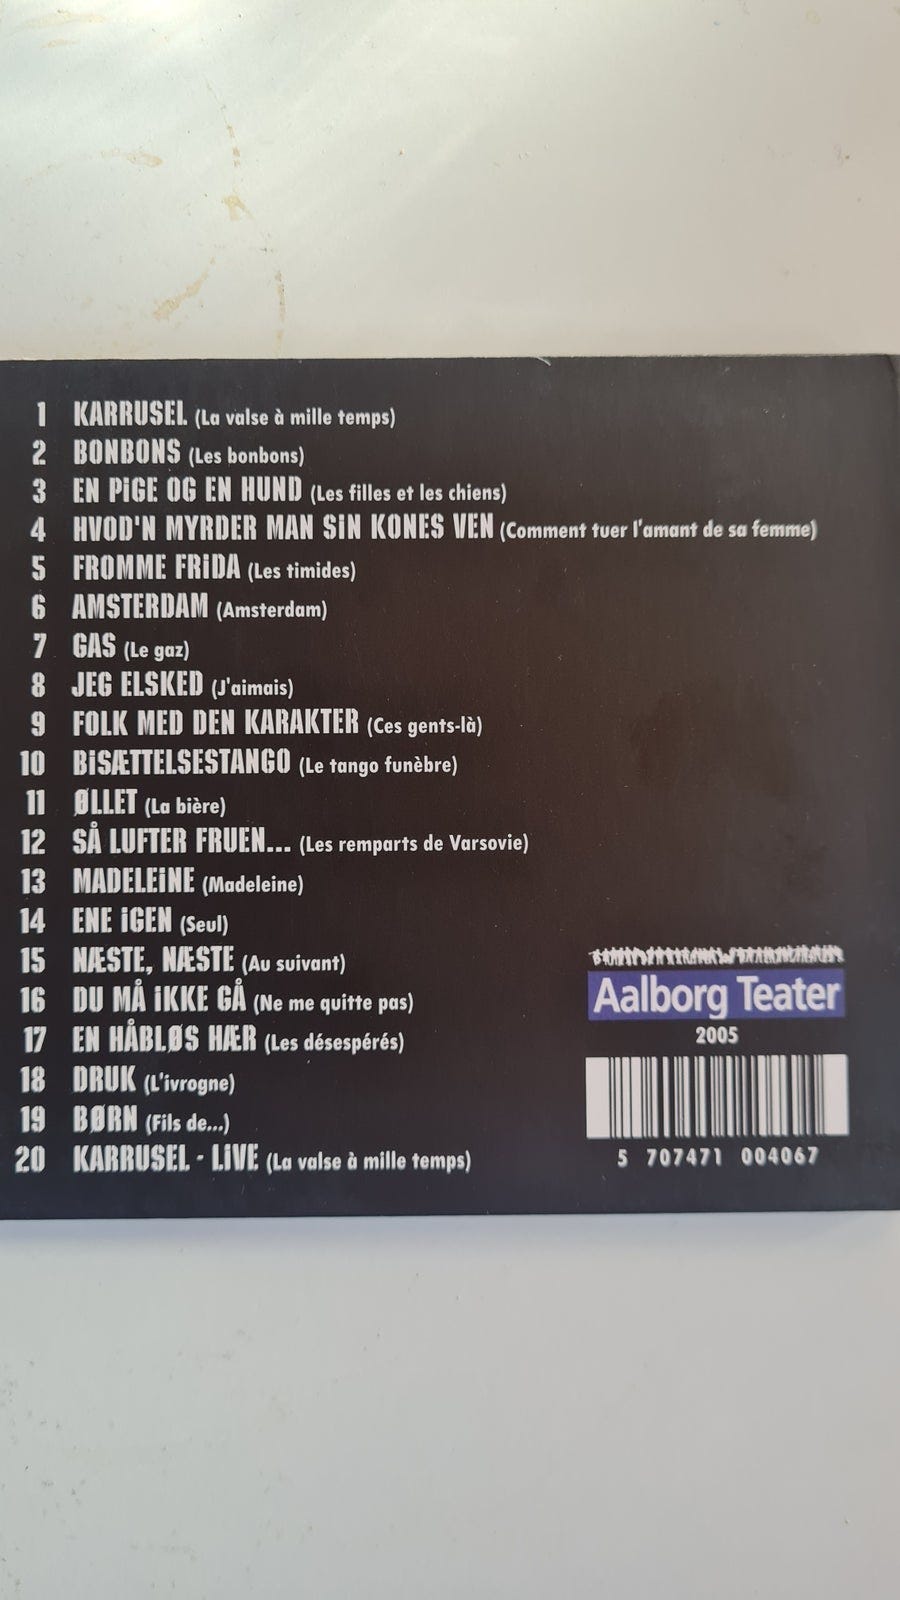 1 KARRUSEL (La valse à mille temps)
2 BONBONS (Les bonbons)
3 EN PiGE OG EN HUND (Les filles et les chiens)
4 HVOD'N MYRDER MAN SiN KONES VEN (Comment tuer l'amant de sa femme)
5 FROMME FRiDA (Les timides)
6 AMSTERDAM (Amsterdam)
7 GAS (Le gaz)
8 JEG ELSKED (J'aimais)
9 FOLK MED DEN KARAKTER (Ces gents-là)
10 BiSÆTTELSESTANGO (Le tango funèbre)
11 ØLLET (La bière)
12 SÅ LUFTER FRUEN... (Les remparts de Varsovie)
13 MADELEiNE (Madeleine)
14 ENE iGEN (Seul)
15 NÆSTE, NÆSTE (Au suivant)
16 DU MÅ iKKE GÅ (Ne me quitte pas)
17 EN HÅBLØS HÆR (Les désespérés)
18 DRUK (L'ivrogne)
19 BØRN (Fils de...)
20 KARRUSEL - LiVE (La valse à mille temps)
Aalborg Teater
2005
5 707471 004067